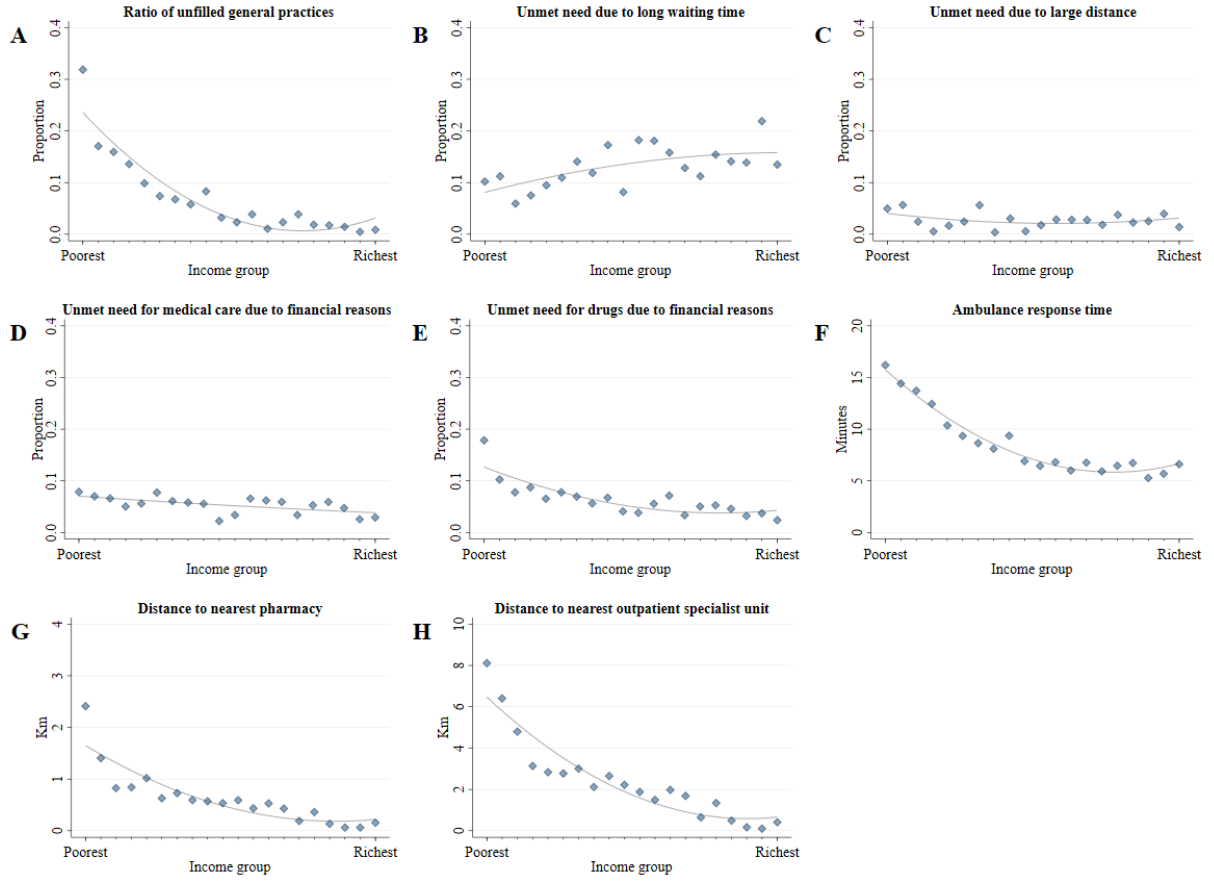 A
Ratio of unfilled general practices
0.4
0.3
0.2
0.1
0.0
Proportion
Poorest
Richest
Income group
B
Unmet need due to long waiting time
0.4
0.3
0.2
0.1
0.0
Proportion
Poorest
Richest
Income group
C
Unmet need due to large distance
0.4
0.3
0.2
0.1
0.0
Proportion
Poorest
Richest
Income group
D
Unmet need for medical care due to financial reasons
0.4
0.3
0.2
0.1
0.0
Proportion
Poorest
Richest
Income group
E
Unmet need for drugs due to financial reasons
0.4
0.3
0.2
0.1
0.0
Proportion
Poorest
Richest
Income group
F
Ambulance response time
20
15
10
5
0
Minutes
Poorest
Richest
Income group
G
Distance to nearest pharmacy
4
3
2
1
0
Km
Poorest
Richest
Income group
H
Distance to nearest outpatient specialist unit
10
8
6
4
2
0
Km
Poorest
Richest
Income group